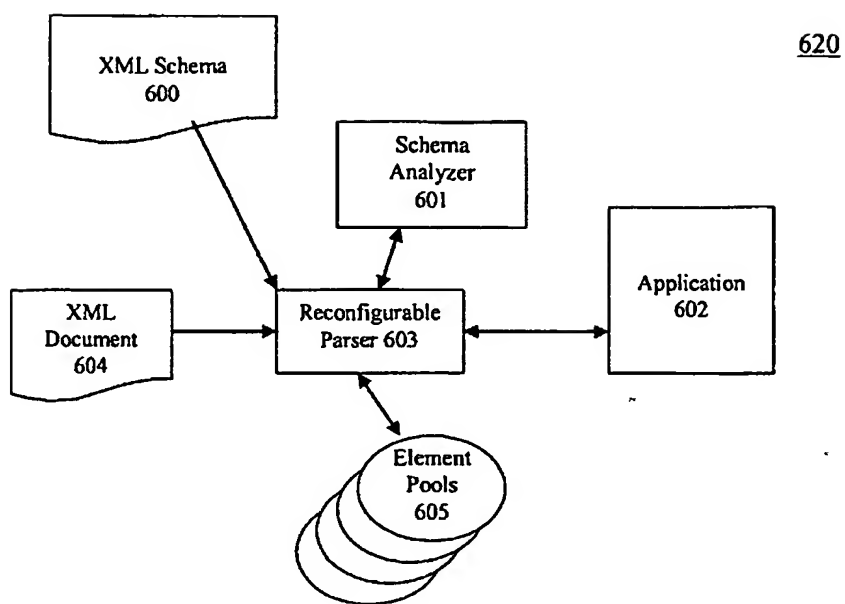 620
XML Schema
600
Schema
Analyzer
601
Application
602
XML
Document
604
Reconfigurable
Parser 603
Element
Pools
605